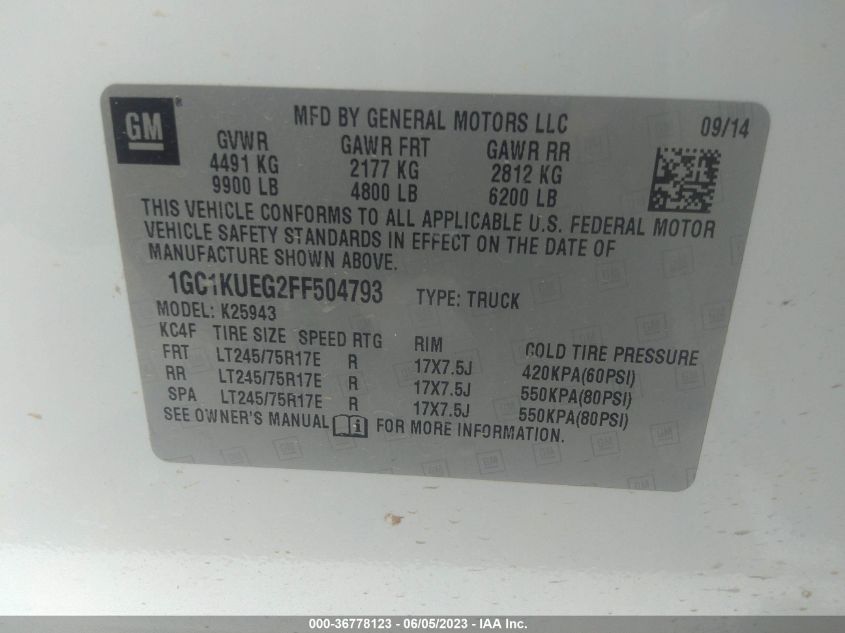 GM®
MFD BY GENERAL MOTORS LLC 09/14
GVWR GAWR FRT GAWR RR
4491 KG 2177 KG 2812 KG
9900 LB 4800 LB 6200 LB
THIS VEHICLE CONFORMS TO ALL APPLICABLE U.S. FEDERAL MOTOR
VEHICLE SAFETY STANDARDS IN EFFECT ON THE DATE OF
MANUFACTURE SHOWN ABOVE.
1GC1KUEG2FF504793 TYPE: TRUCK
MODEL: K25943
KC4F TIRE SIZE SPEED RTG RIM COLD TIRE PRESSURE
FRT LT245/75R17E R 17X7.5J 420KPA(60PSI)
RR LT245/75R17E R 17X7.5J 550KPA(80PSI)
SPA LT245/75R17E R 17X7.5J 550KPA(80PSI)
SEE OWNER'S MANUAL i FOR MORE INFORMATION.
000-36778123 - 06/05/2023 - IAA Inc.